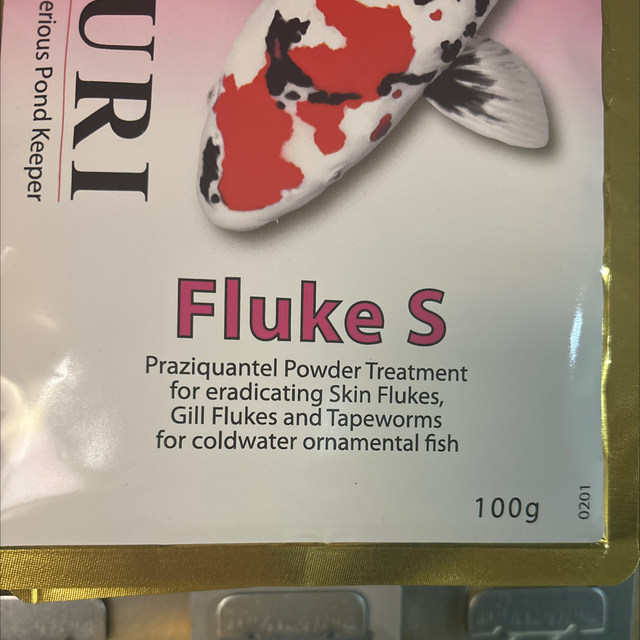 URI
erious Pond Keeper
Fluke S
Praziquantel Powder Treatment
for eradicating Skin Flukes,
Gill Flukes and Tapeworms
for coldwater ornamental fish
100g
0201